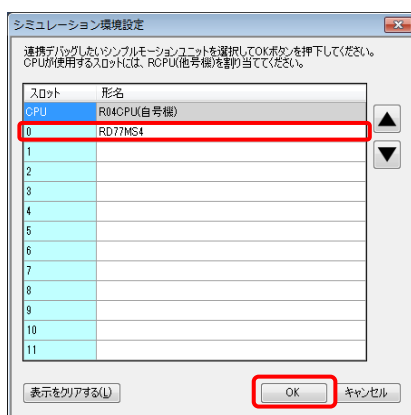 シミュレーション環境設定
連携デバッグしたいシンプルモーションユニットを選択してOKボタンを押下してください。
CPUが使用するスロットには、RCPU(他号機)を割り当ててください。
スロット 形名
CPU R04CPU(自号機)
0 RD77MS4
1
2
3
4
5
6
7
8
9
10
11
表示をクリアする(L) OK キャンセル